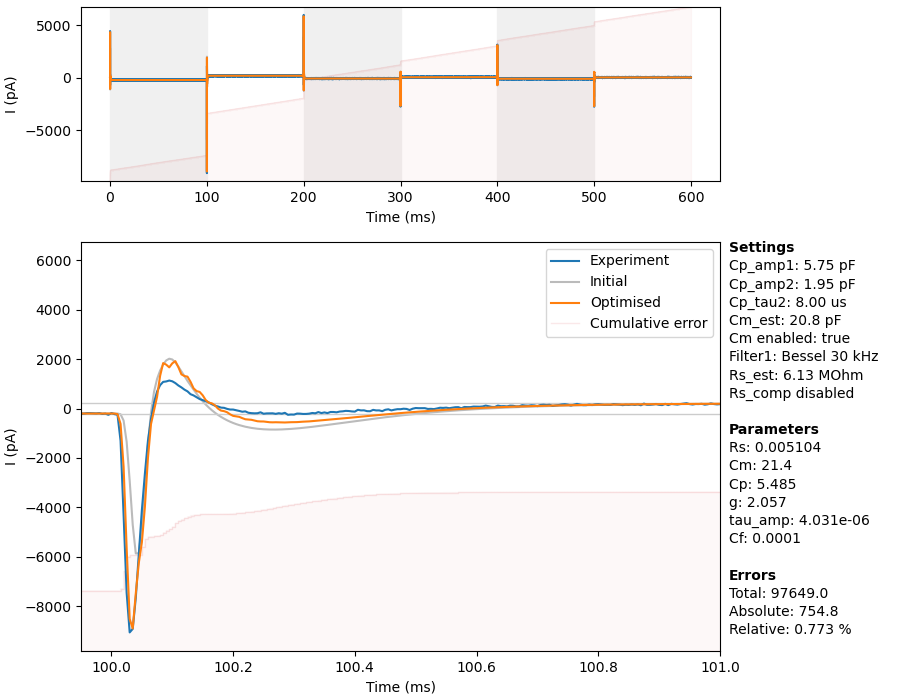 5000
0
−5000
I (pA)
0 100 200 300 400 500 600
Time (ms)
6000
4000
2000
0
−2000
−4000
−6000
−8000
I (pA)
Experiment
Initial
Optimised
Cumulative error
100.0 100.2 100.4 100.6 100.8 101.0
Time (ms)
Settings
Cp_amp1: 5.75 pF
Cp_amp2: 1.95 pF
Cp_tau2: 8.00 us
Cm_est: 20.8 pF
Cm enabled: true
Filter1: Bessel 30 kHz
Rs_est: 6.13 MOhm
Rs_comp disabled
Parameters
Rs: 0.005104
Cm: 21.4
Cp: 5.485
g: 2.057
tau_amp: 4.031e-06
Cf: 0.0001
Errors
Total: 97649.0
Absolute: 754.8
Relative: 0.773 %